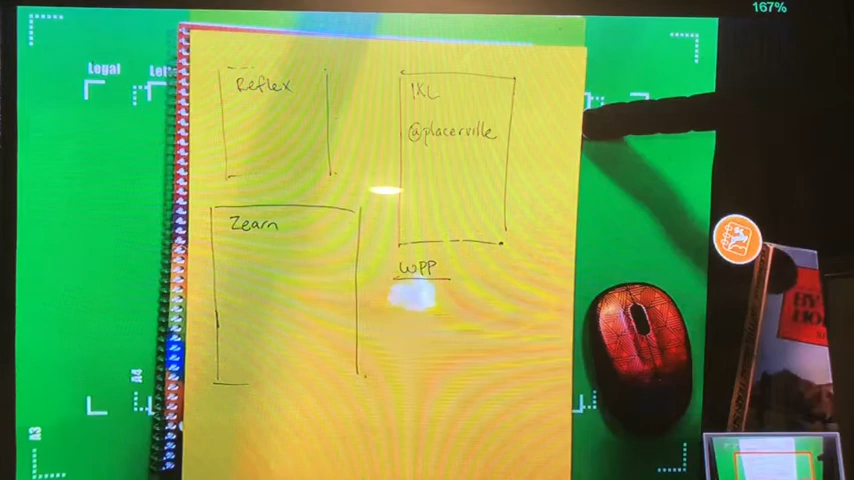 167%
Legal
Reflex
IXL
@placerville
Zearn
WPP
A4
A3